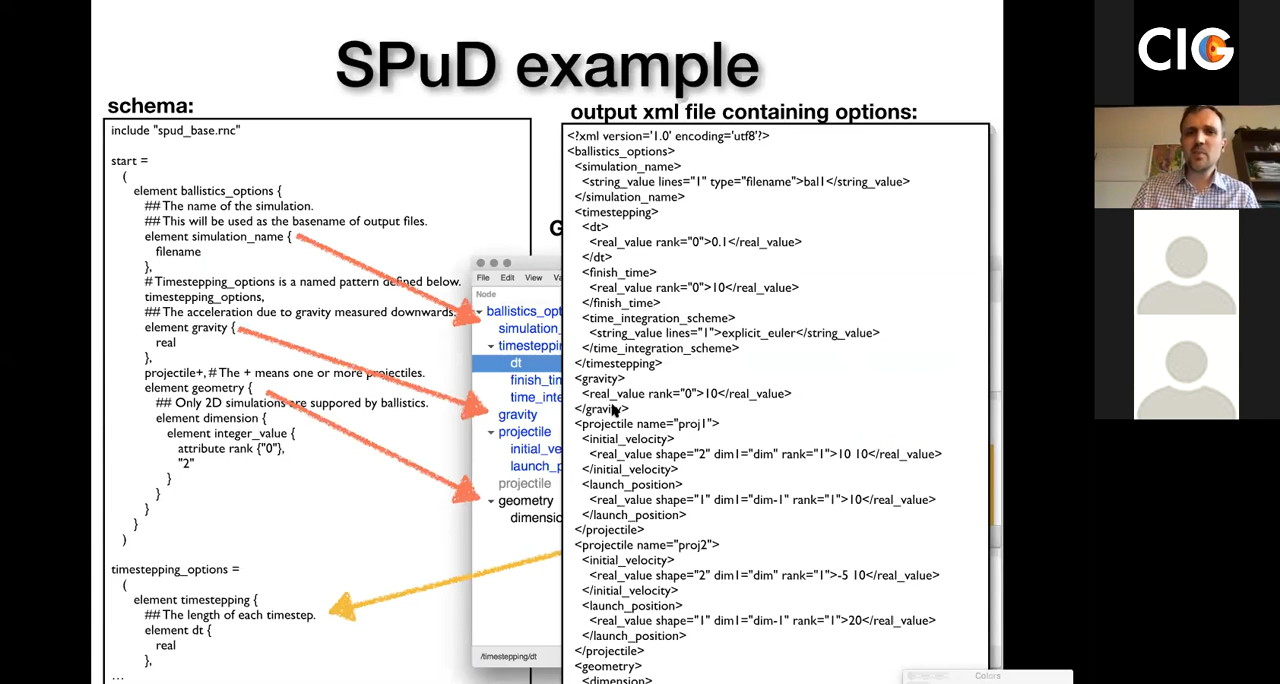 SPuD example
schema:
include "spud_base.rnc"
start =
(
element ballistics_options {
## The name of the simulation.
## This will be used as the basename of output files.
element simulation_name {
filename
},
# Timestepping_options is a named pattern defined below.
timestepping_options,
## The acceleration due to gravity measured downwards.
element gravity {
real
},
projectile+, # The + means one or more projectiles.
element geometry {
## Only 2D simulations are suppored by ballistics.
element dimension {
element integer_value {
attribute rank {"0"},
"2"
}
}
}
}
)
timestepping_options =
(
element timestepping {
## The length of each timestep.
element dt {
real
},
...
G
File Edit View Va
Node
ballistics_opt
simulation_
timestepping
dt
finish_tim
time_inte
gravity
projectile
initial_ve
launch_p
projectile
geometry
dimensio
/timestepping/dt
output xml file containing options:
<?xml version='1.0' encoding='utf8'?>
<ballistics_options>
<simulation_name>
<string_value lines="1" type="filename">bal1</string_value>
</simulation_name>
<timestepping>
<dt>
<real_value rank="0">0.1</real_value>
</dt>
<finish_time>
<real_value rank="0">10</real_value>
</finish_time>
<time_integration_scheme>
<string_value lines="1">explicit_euler</string_value>
</time_integration_scheme>
</timestepping>
<gravity>
<real_value rank="0">10</real_value>
</gravity>
<projectile name="proj1">
<initial_velocity>
<real_value shape="2" dim1="dim" rank="1">10 10</real_value>
</initial_velocity>
<launch_position>
<real_value shape="1" dim1="dim-1" rank="1">10</real_value>
</launch_position>
</projectile>
<projectile name="proj2">
<initial_velocity>
<real_value shape="2" dim1="dim" rank="1">-5 10</real_value>
</initial_velocity>
<launch_position>
<real_value shape="1" dim1="dim-1" rank="1">20</real_value>
</launch_position>
</projectile>
<geometry>
<dimension>
Colors
CIG